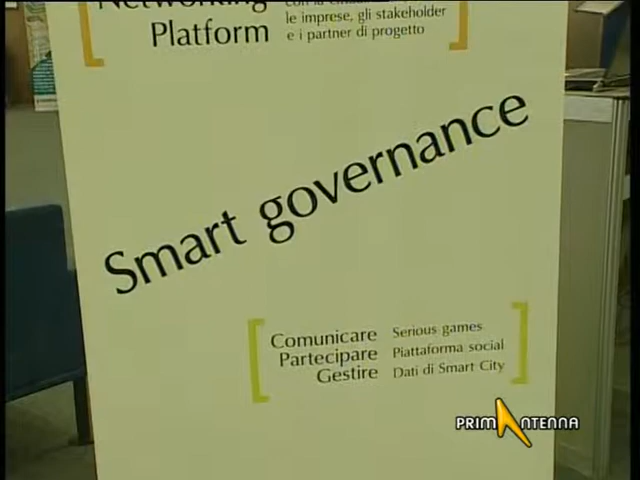 Networking
Platform
le imprese, gli stakeholder
e i partner di progetto
Smart governance
Comunicare Serious games
Partecipare Piattaforma social
Gestire Dati di Smart City
PRIMANTENNA